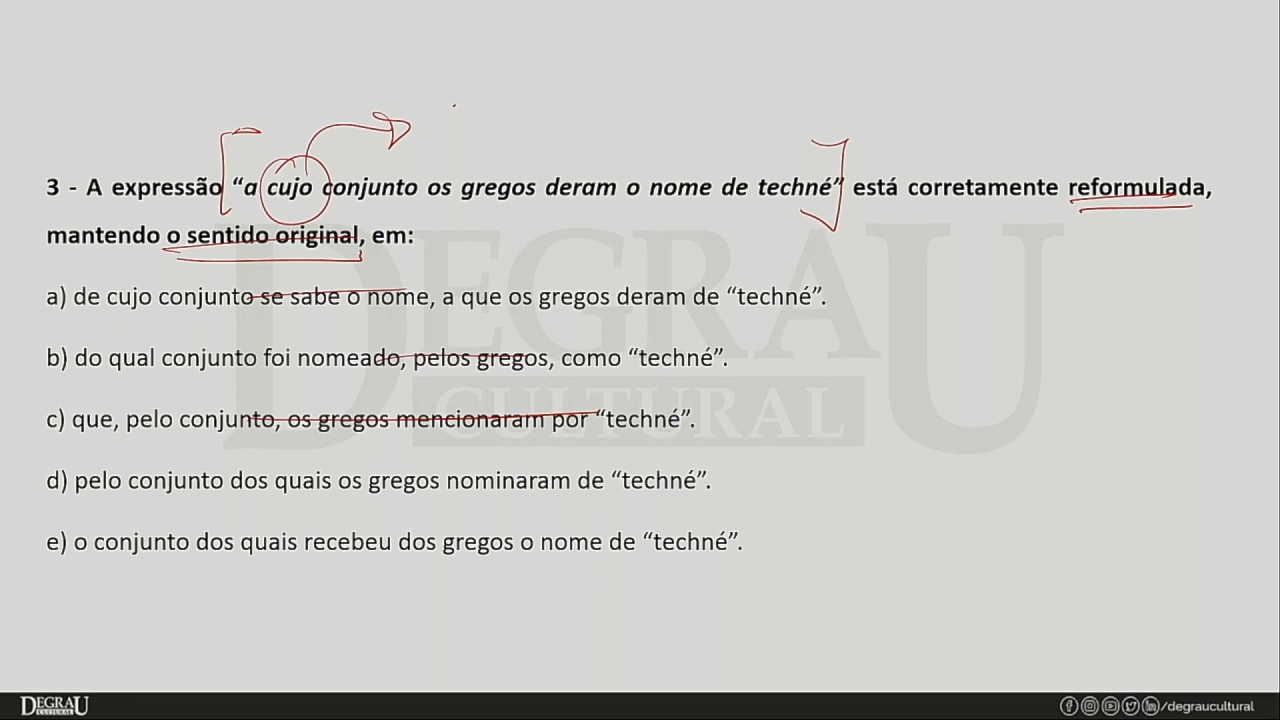 3 - A expressão “a cujo conjunto os gregos deram o nome de techné” está corretamente reformulada,
mantendo o sentido original, em:
a) de cujo conjunto se sabe o nome, a que os gregos deram de “techné”.
b) do qual conjunto foi nomeado, pelos gregos, como “techné”.
c) que, pelo conjunto, os gregos mencionaram por “techné”.
d) pelo conjunto dos quais os gregos nominaram de “techné”.
e) o conjunto dos quais recebeu dos gregos o nome de “techné”.
DEGRAU
CULTURAL
DEGRAU
CULTURAL
/degraucultural